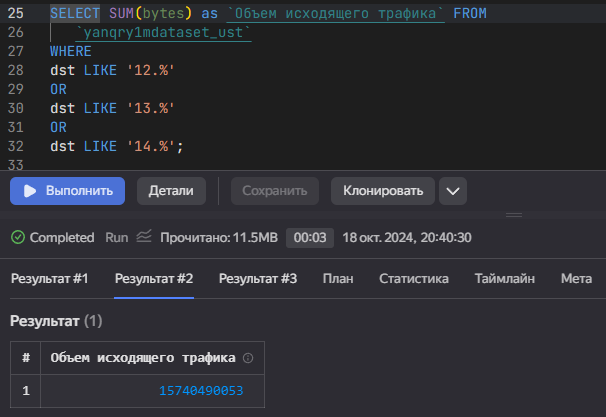 25 SELECT SUM(bytes) as `Объем исходящего трафика` FROM
26 `yanqry1mdataset_ust`
27 WHERE
28 dst LIKE '12.%'
29 OR
30 dst LIKE '13.%'
31 OR
32 dst LIKE '14.%';
33
Выполнить Детали Сохранить Клонировать
Completed Run Прочитано: 11.5MB 00:03 18 окт. 2024, 20:40:30
Результат #1 Результат #2 Результат #3 План Статистика Таймлайн Мета
Результат (1)
# Объем исходящего трафика
1 15740490053